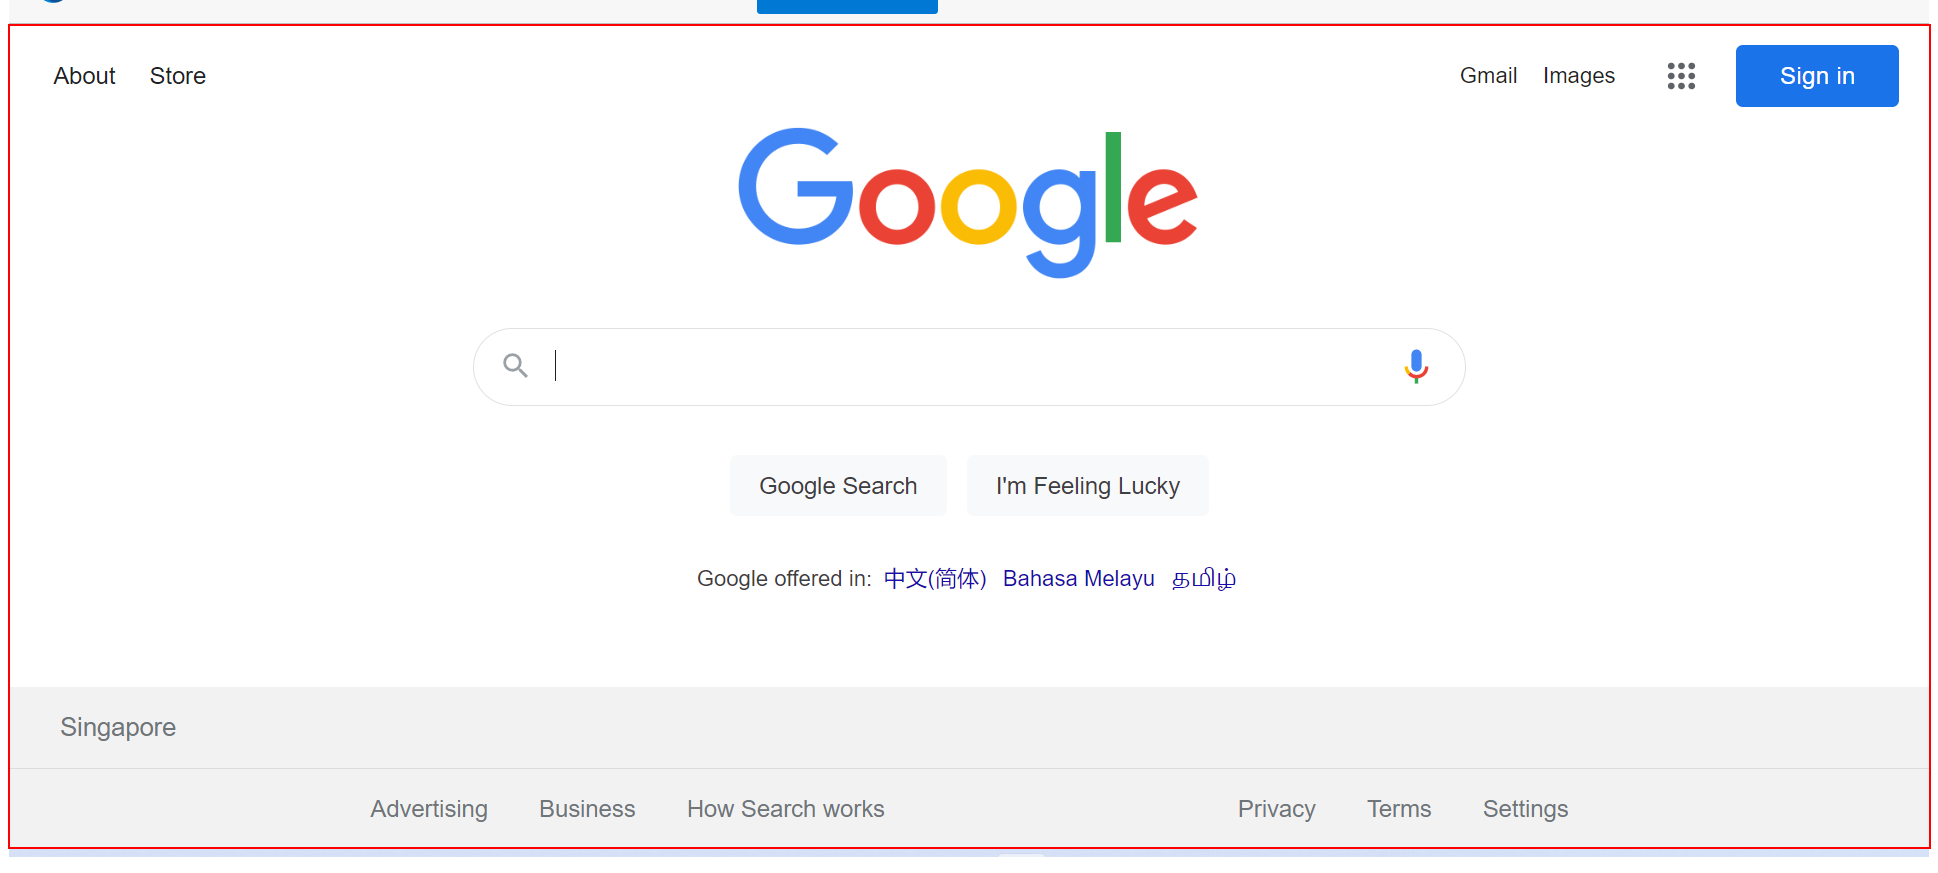 About Store Gmail Images Sign in
Google
Google Search I'm Feeling Lucky
Google offered in: 中文(简体) Bahasa Melayu தமிழ்
Singapore
Advertising Business How Search works Privacy Terms Settings